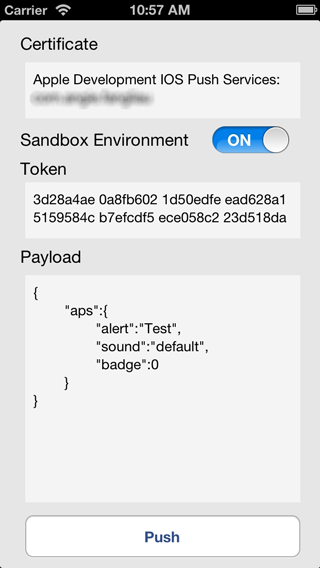 Carrier 10:57 AM
Certificate
Apple Development IOS Push Services:
Sandbox Environment ON
Token
3d28a4ae 0a8fb602 1d50edfe ead628a1
5159584c b7efcdf5 ece058c2 23d518da
Payload
{
"aps":{
"alert":"Test",
"sound":"default",
"badge":0
}
}
Push